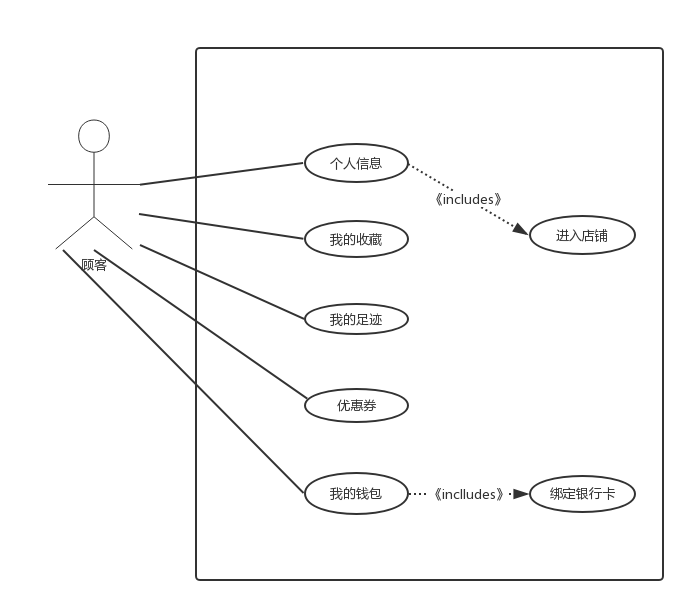 个人信息
《includes》
我的收藏
进入店铺
顾客
我的足迹
优惠券
我的钱包
《inclludes》
绑定银行卡